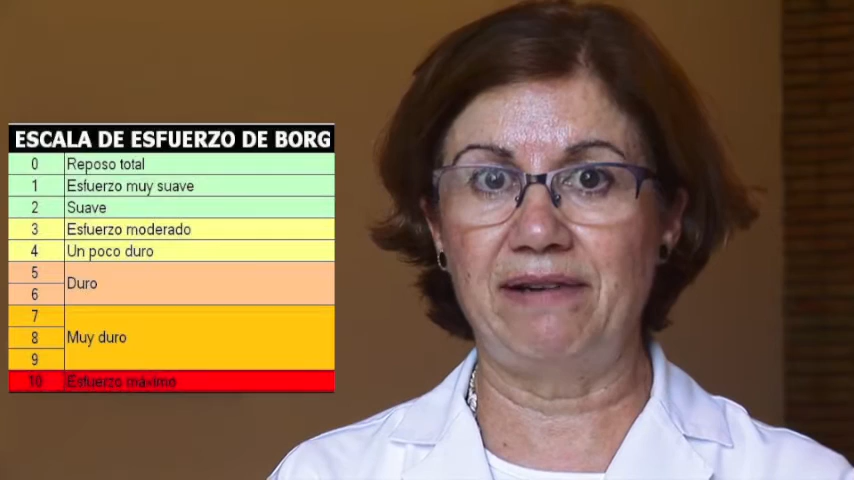 ESCALA DE ESFUERZO DE BORG
0 Reposo total
1 Esfuerzo muy suave
2 Suave
3 Esfuerzo moderado
4 Un poco duro
5
Duro
6
7
8 Muy duro
9
10 Esfuerzo máximo